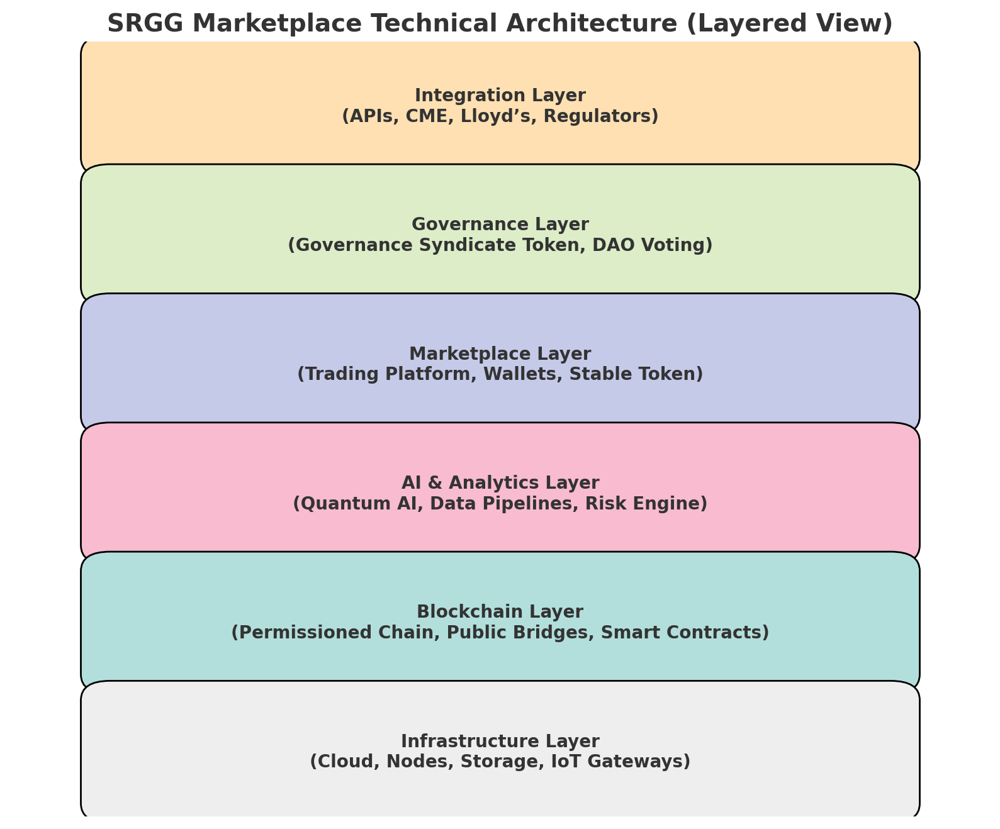 SRGG Marketplace Technical Architecture (Layered View)
Integration Layer
(APIs, CME, Lloyd’s, Regulators)
Governance Layer
(Governance Syndicate Token, DAO Voting)
Marketplace Layer
(Trading Platform, Wallets, Stable Token)
AI & Analytics Layer
(Quantum AI, Data Pipelines, Risk Engine)
Blockchain Layer
(Permissioned Chain, Public Bridges, Smart Contracts)
Infrastructure Layer
(Cloud, Nodes, Storage, IoT Gateways)